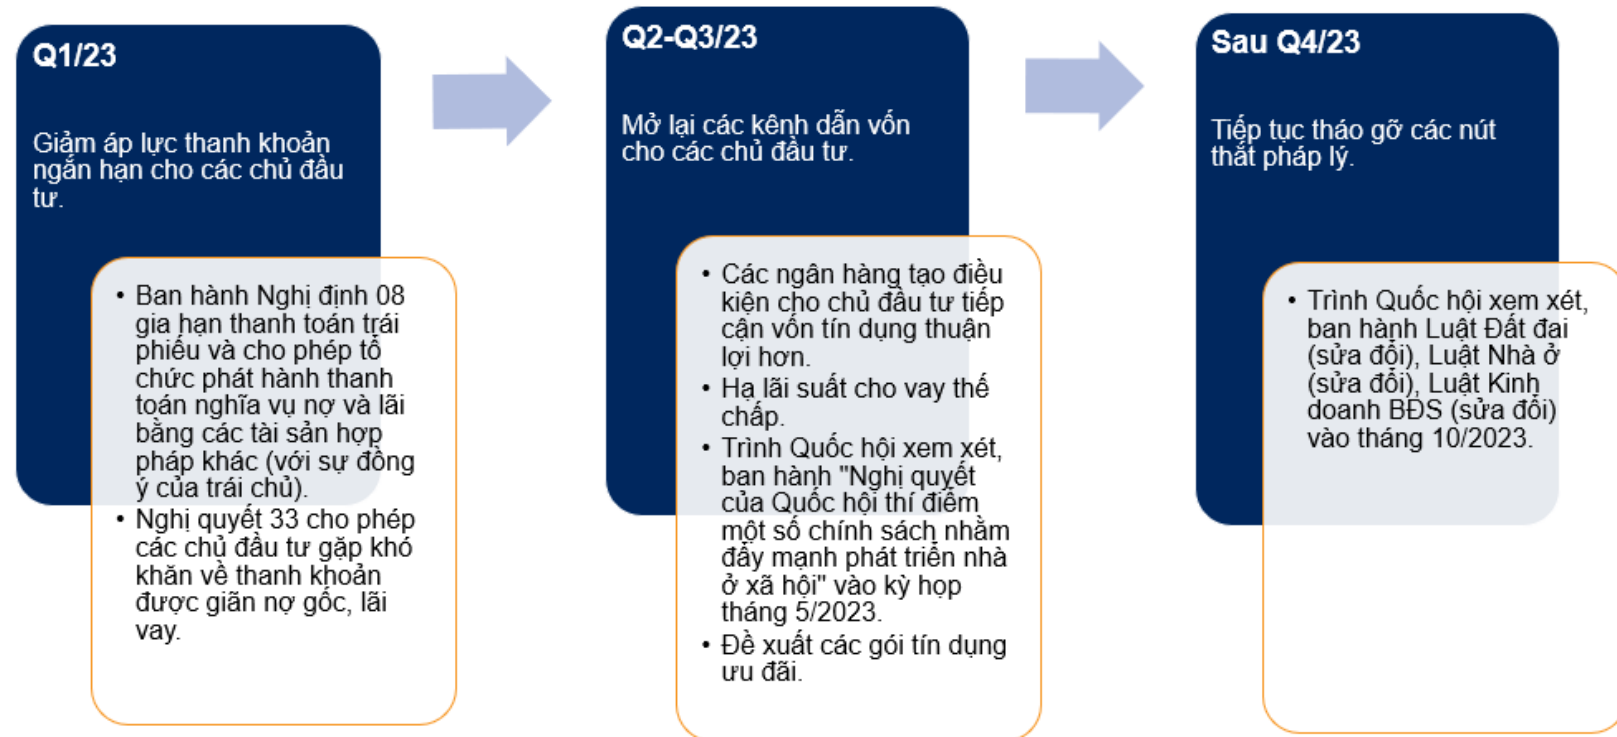 Q1/23
Giảm áp lực thanh khoản
ngắn hạn cho các chủ đầu
tư.
• Ban hành Nghị định 08
gia hạn thanh toán trái
phiếu và cho phép tổ
chức phát hành thanh
toán nghĩa vụ nợ và lãi
bằng các tài sản hợp
pháp khác (với sự đồng
ý của trái chủ).
• Nghị quyết 33 cho phép
các chủ đầu tư gặp khó
khăn về thanh khoản
được giãn nợ gốc, lãi
vay.
Q2-Q3/23
Mở lại các kênh dẫn vốn
cho các chủ đầu tư.
• Các ngân hàng tạo điều
kiện cho chủ đầu tư tiếp
cận vốn tín dụng thuận
lợi hơn.
• Hạ lãi suất cho vay thế
chấp.
• Trình Quốc hội xem xét,
ban hành "Nghị quyết
của Quốc hội thí điểm
một số chính sách nhằm
đẩy mạnh phát triển nhà
ở xã hội" vào kỳ họp
tháng 5/2023.
• Đề xuất các gói tín dụng
ưu đãi.
Sau Q4/23
Tiếp tục tháo gỡ các nút
thắt pháp lý.
• Trình Quốc hội xem xét,
ban hành Luật Đất đai
(sửa đổi), Luật Nhà ở
(sửa đổi), Luật Kinh
doanh BĐS (sửa đổi)
vào tháng 10/2023.